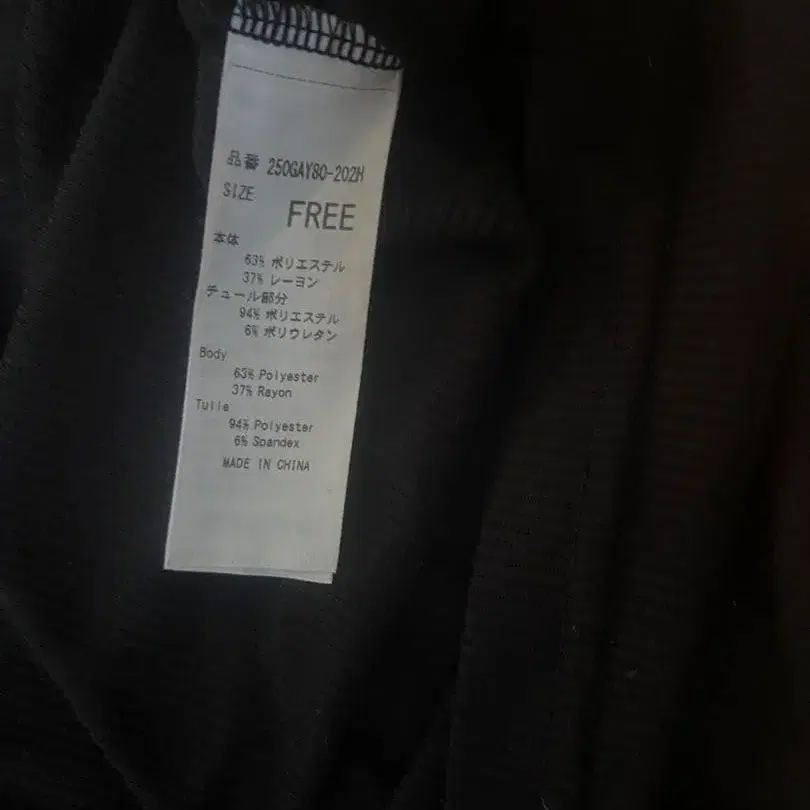 品番 250GAY80-202H
SIZE
FREE
本体
63% ポリエステル
37% レーヨン
チュール部分
94% ポリエステル
6% ポリウレタン
Body
63% Polyester
37% Rayon
Tulle
94% Polyester
6% Spandex
MADE IN CHINA